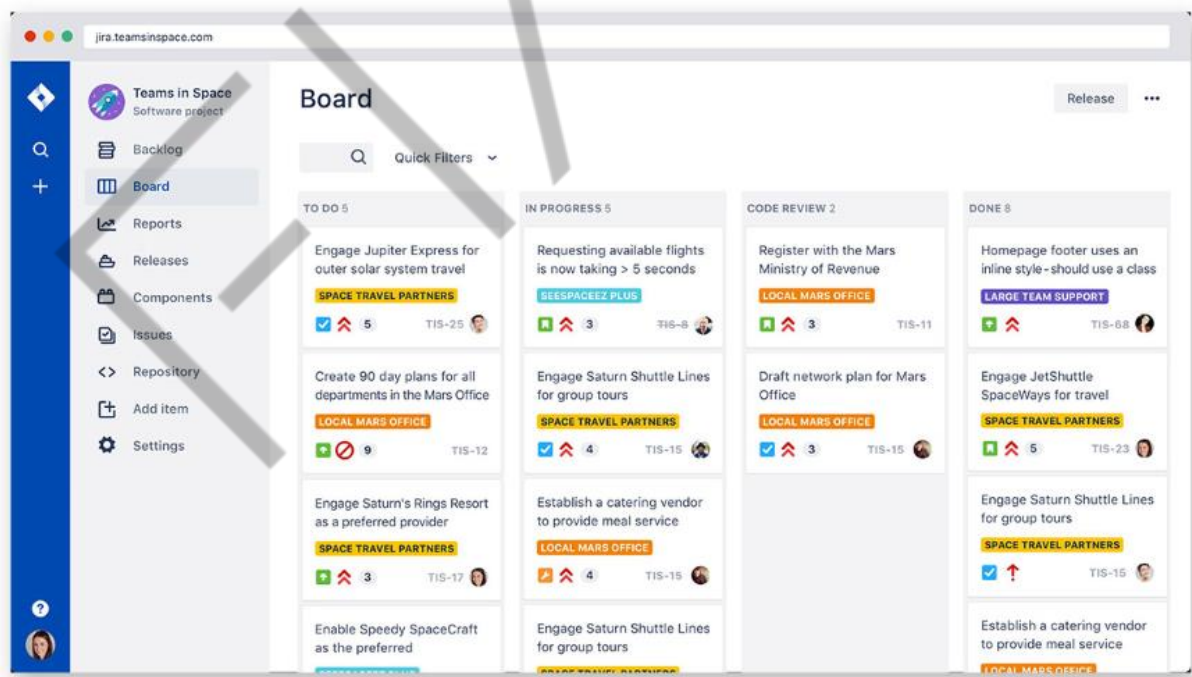 jira.teamsinspace.com
Teams in Space
Software project
Backlog
Board
Reports
Releases
Components
Issues
Repository
Add item
Settings
Board
Release
Quick Filters
TO DO 5
Engage Jupiter Express for
outer solar system travel
SPACE TRAVEL PARTNERS
5 TIS-25
Create 90 day plans for all
departments in the Mars Office
LOCAL MARS OFFICE
9 TIS-12
Engage Saturn's Rings Resort
as a preferred provider
SPACE TRAVEL PARTNERS
3 TIS-17
Enable Speedy SpaceCraft
as the preferred
IN PROGRESS 5
Requesting available flights
is now taking > 5 seconds
SEESPACEEZ PLUS
3 TIS-8
Engage Saturn Shuttle Lines
for group tours
SPACE TRAVEL PARTNERS
4 TIS-15
Establish a catering vendor
to provide meal service
LOCAL MARS OFFICE
4 TIS-15
Engage Saturn Shuttle Lines
for group tours
SPACE TRAVEL PARTNERS
CODE REVIEW 2
Register with the Mars
Ministry of Revenue
LOCAL MARS OFFICE
3 TIS-11
Draft network plan for Mars
Office
LOCAL MARS OFFICE
3 TIS-15
DONE 8
Homepage footer uses an
inline style-should use a class
LARGE TEAM SUPPORT
TIS-68
Engage JetShuttle
SpaceWays for travel
SPACE TRAVEL PARTNERS
5 TIS-23
Engage Saturn Shuttle Lines
for group tours
SPACE TRAVEL PARTNERS
TIS-15
Establish a catering vendor
to provide meal service
LOCAL MARS OFFICE
?